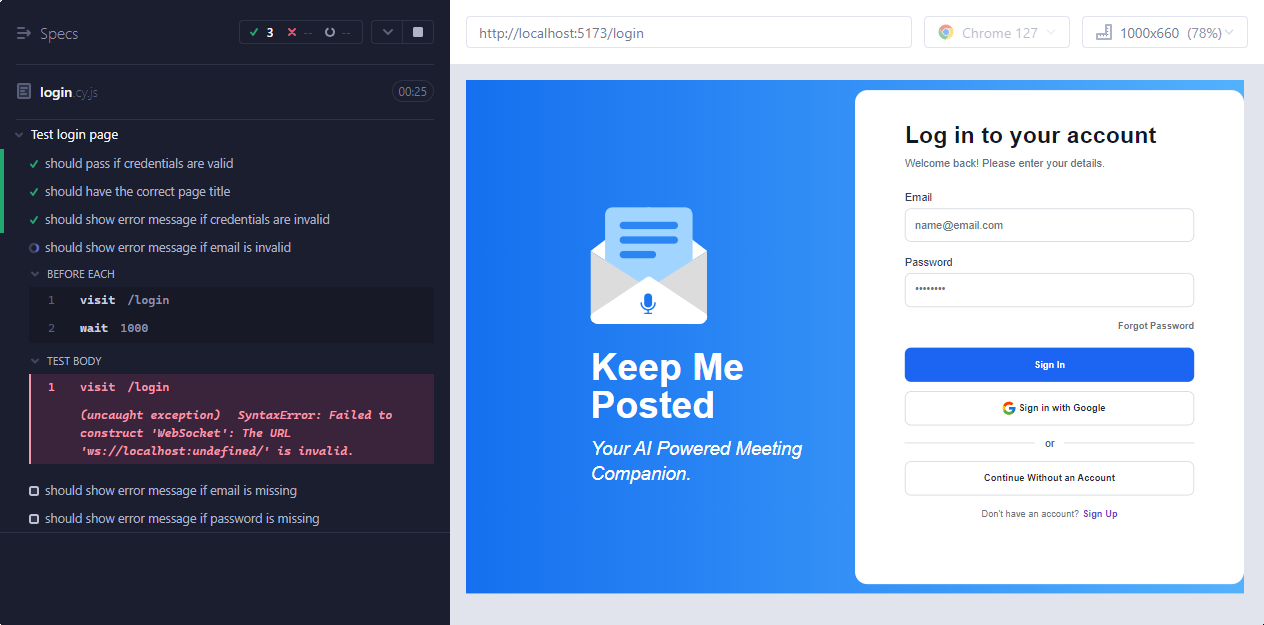 Specs
3 -- --
login.cy.js
00:25
Test login page
should pass if credentials are valid
should have the correct page title
should show error message if credentials are invalid
should show error message if email is invalid
BEFORE EACH
1 visit /login
2 wait 1000
TEST BODY
1 visit /login
(uncaught exception) SyntaxError: Failed to
construct 'WebSocket': The URL
'ws://localhost:undefined/' is invalid.
should show error message if email is missing
should show error message if password is missing
http://localhost:5173/login
Chrome 127
1000x660 (78%)
Keep Me
Posted
Your AI Powered Meeting
Companion.
Log in to your account
Welcome back! Please enter your details.
Email
name@email.com
Password
••••••••
Forgot Password
Sign In
Sign in with Google
or
Continue Without an Account
Don't have an account? Sign Up